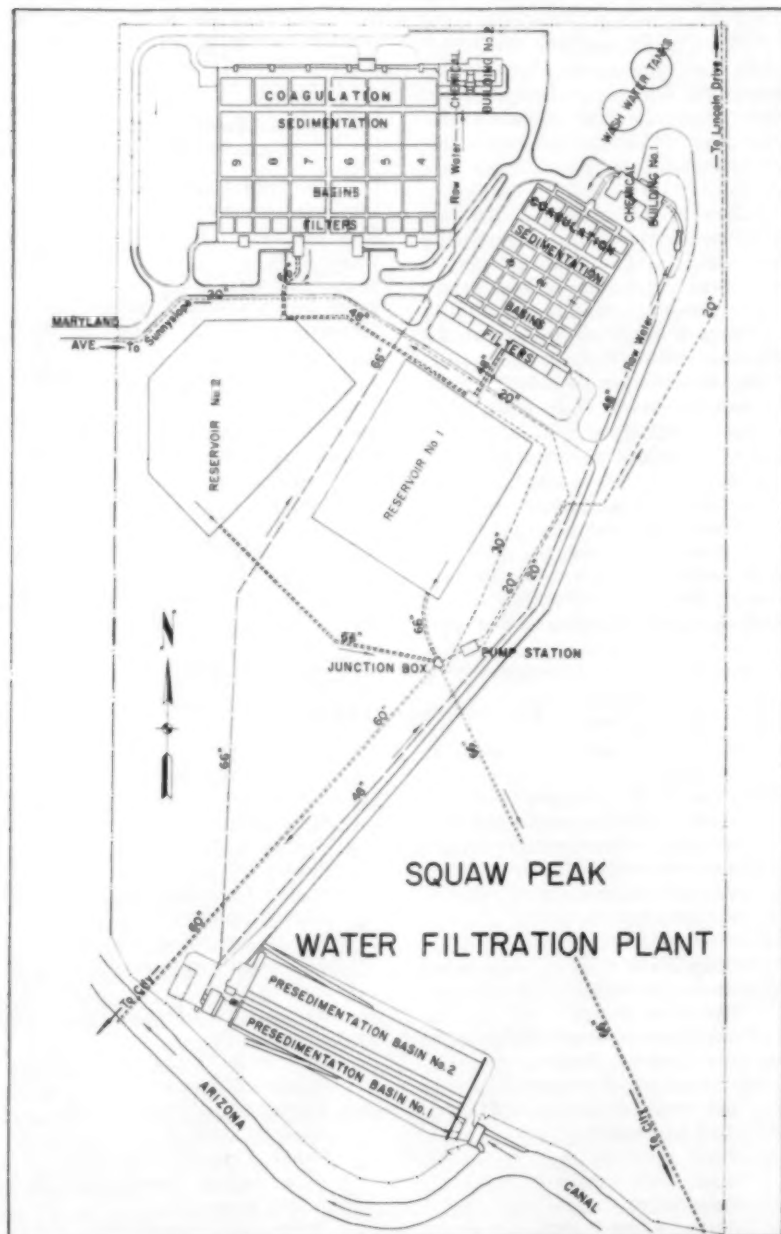 COAGULATION
SEDIMENTATION
9 8 7 6 5 4
BASINS
FILTERS
CHEMICAL
BUILDING No. 2
Raw Water
WASH WATER TANKS
To Lincoln Drive
CHEMICAL
BUILDING No. 1
COAGULATION
SEDIMENTATION
BASINS
FILTERS
Raw Water
48"
20"
MARYLAND
AVE.
To Sunnyslope
48"
66"
48"
20"
RESERVOIR No. 2
RESERVOIR No. 1
30"
20"
20"
66"
JUNCTION BOX
PUMP STATION
N
66"
60"
48"
60"
To City
SQUAW PEAK
WATER FILTRATION PLANT
PRESEDIMENTATION BASIN No. 2
PRESEDIMENTATION BASIN No. 1
ARIZONA
CANAL
To City